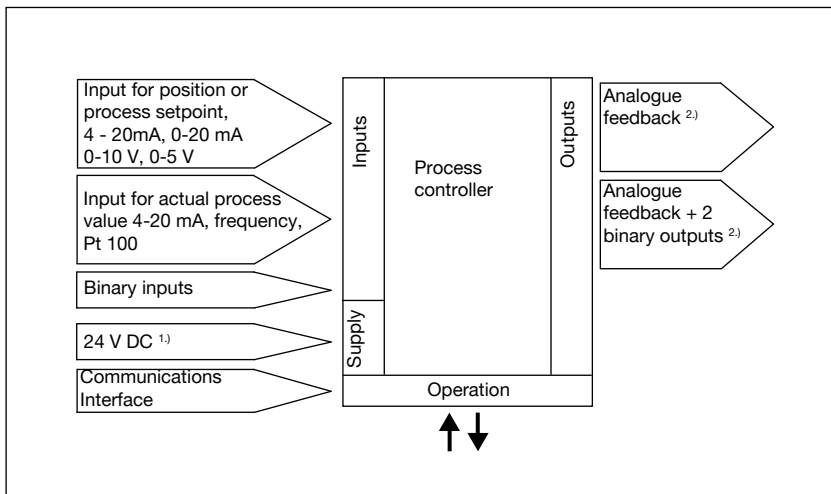 Input for position or
process setpoint,
4 - 20mA, 0-20 mA
0-10 V, 0-5 V
Input for actual process
value 4-20 mA, frequency,
Pt 100
Binary inputs
24 V DC 1.)
Communications
Interface
Inputs
Supply
Process
controller
Operation
Outputs
Analogue
feedback 2.)
Analogue
feedback + 2
binary outputs 2.)